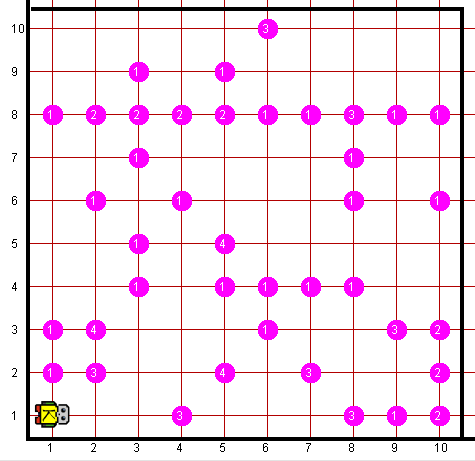 10 3
9 1 1
8 1 2 2 2 2 1 1 3 1 1
7 1 1
6 1 1 1 1
5 1 4
4 1 1 1 1 1
3 1 4 1 3 2
2 1 3 4 3 2
1 3 3 1 2
1 2 3 4 5 6 7 8 9 10